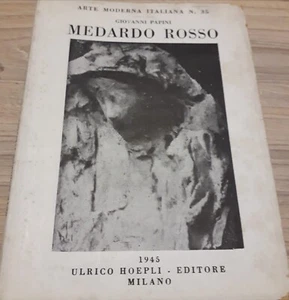 ARTE MODERNA ITALIANA N. 35
GIOVANNI PAPINI
MEDARDO ROSSO
1945
ULRICO HOEPLI - EDITORE
MILANO